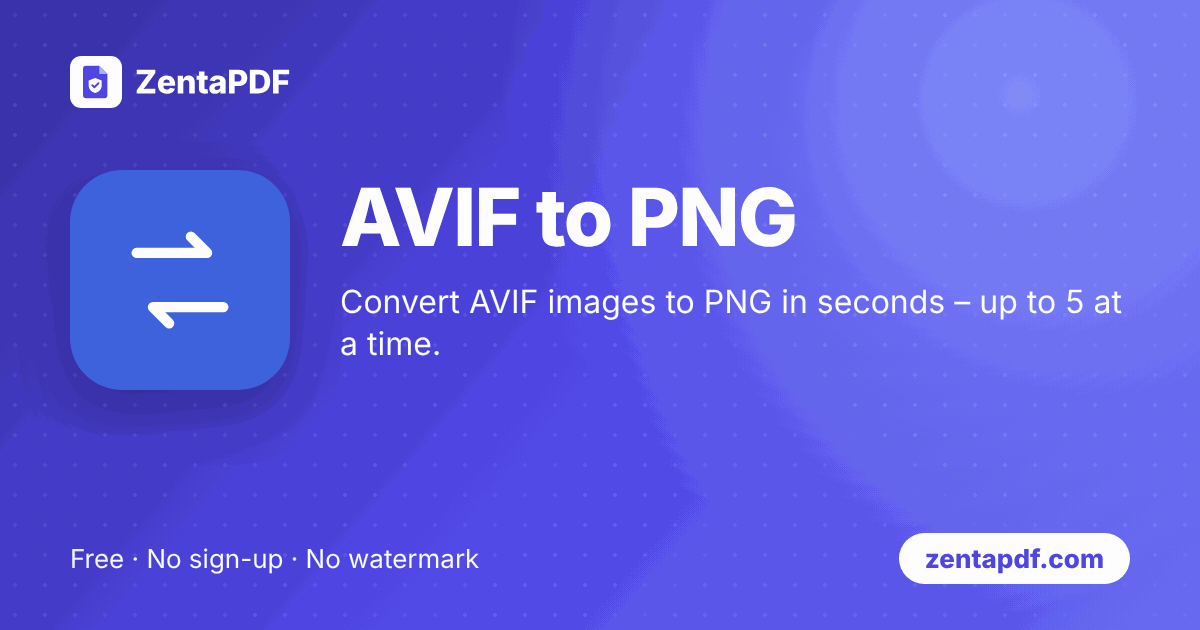 ZentaPDF
AVIF to PNG
Convert AVIF images to PNG in seconds – up to 5 at
a time.
Free · No sign-up · No watermark
zentapdf.com